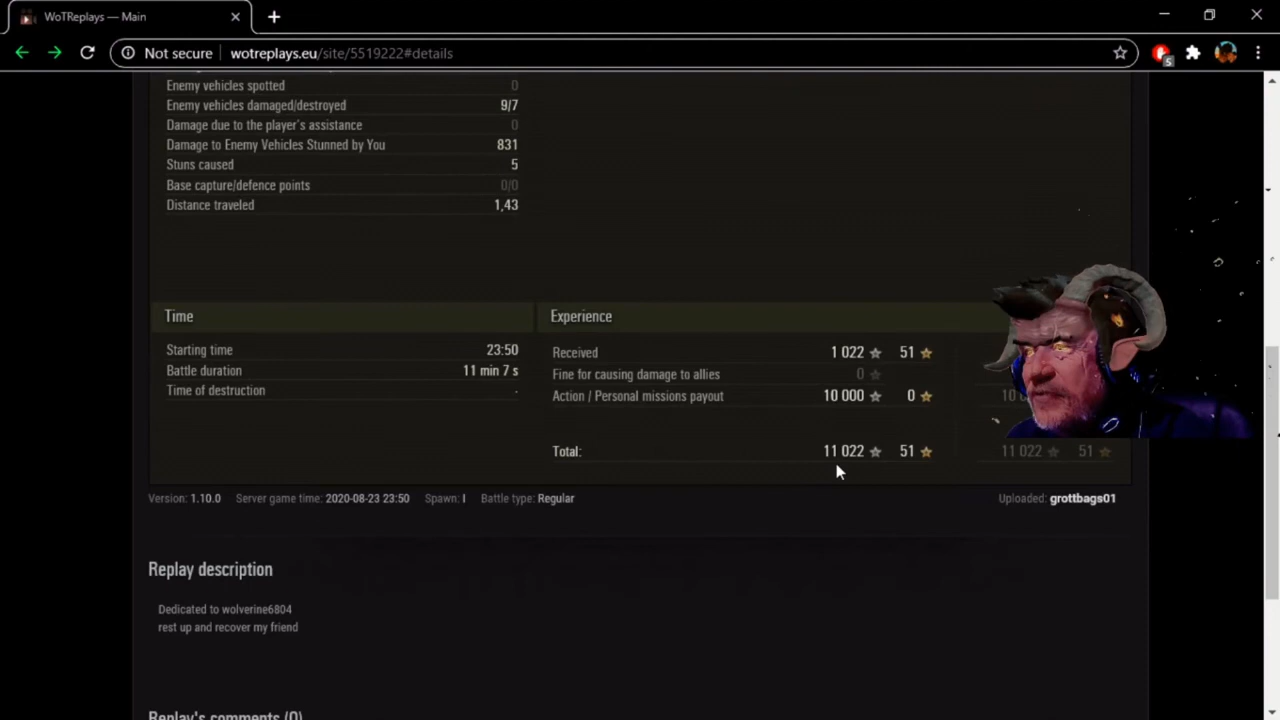 WoTReplays — Main
Not secure wotreplays.eu/site/5519222#details
5
Enemy vehicles spotted 0
Enemy vehicles damaged/destroyed 9/7
Damage due to the player's assistance 0
Damage to Enemy Vehicles Stunned by You 831
Stuns caused 5
Base capture/defence points 0/0
Distance traveled 1,43
Time Experience
Starting time 23:50 Received 1 022 51
Battle duration 11 min 7 s Fine for causing damage to allies 0
Time of destruction - Action / Personal missions payout 10 000 0
Total: 11 022 51 11 022 51
Version: 1.10.0 Server game time: 2020-08-23 23:50 Spawn: I Battle type: Regular Uploaded: grottbags01
Replay description
Dedicated to wolverine6804
rest up and recover my friend
Replay's comments (0)